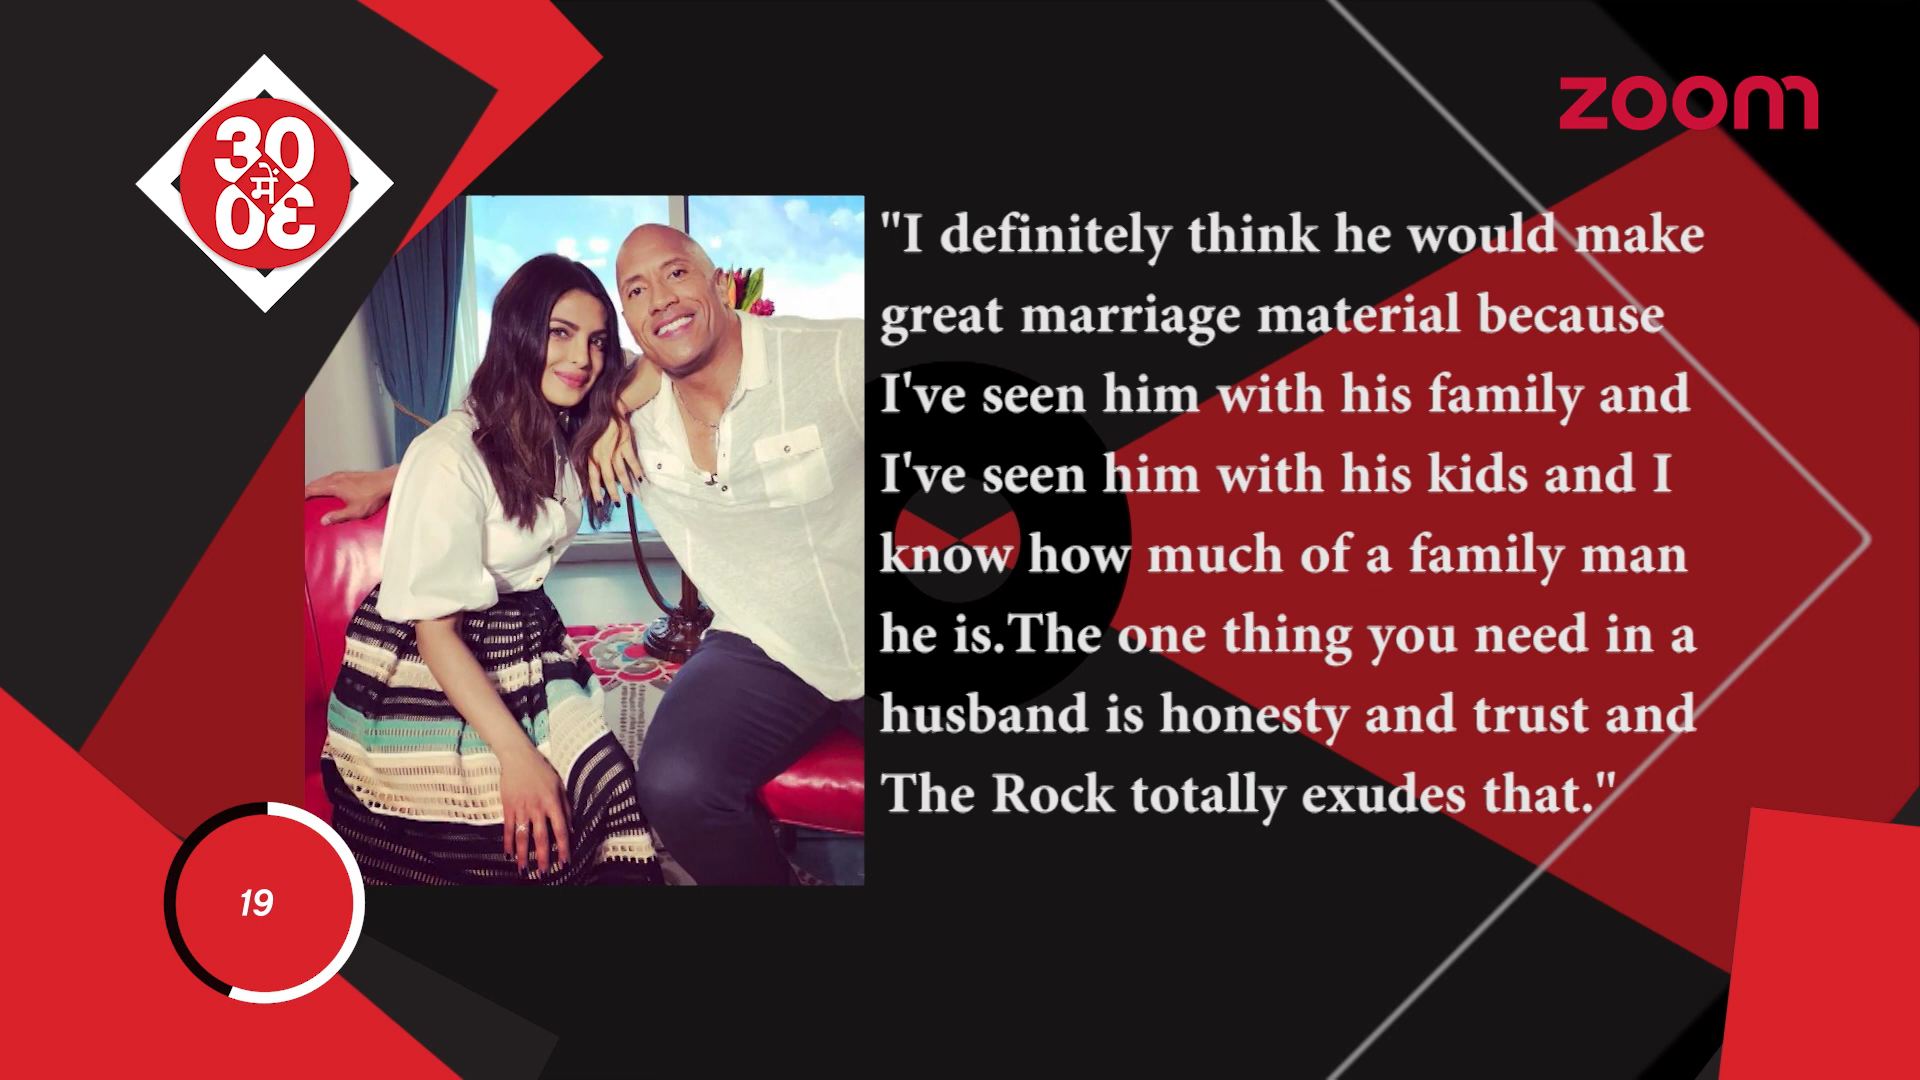 30
में
30
zoom
"I definitely think he would make
great marriage material because
I've seen him with his family and
I've seen him with his kids and I
know how much of a family man
he is.The one thing you need in a
husband is honesty and trust and
The Rock totally exudes that."
19